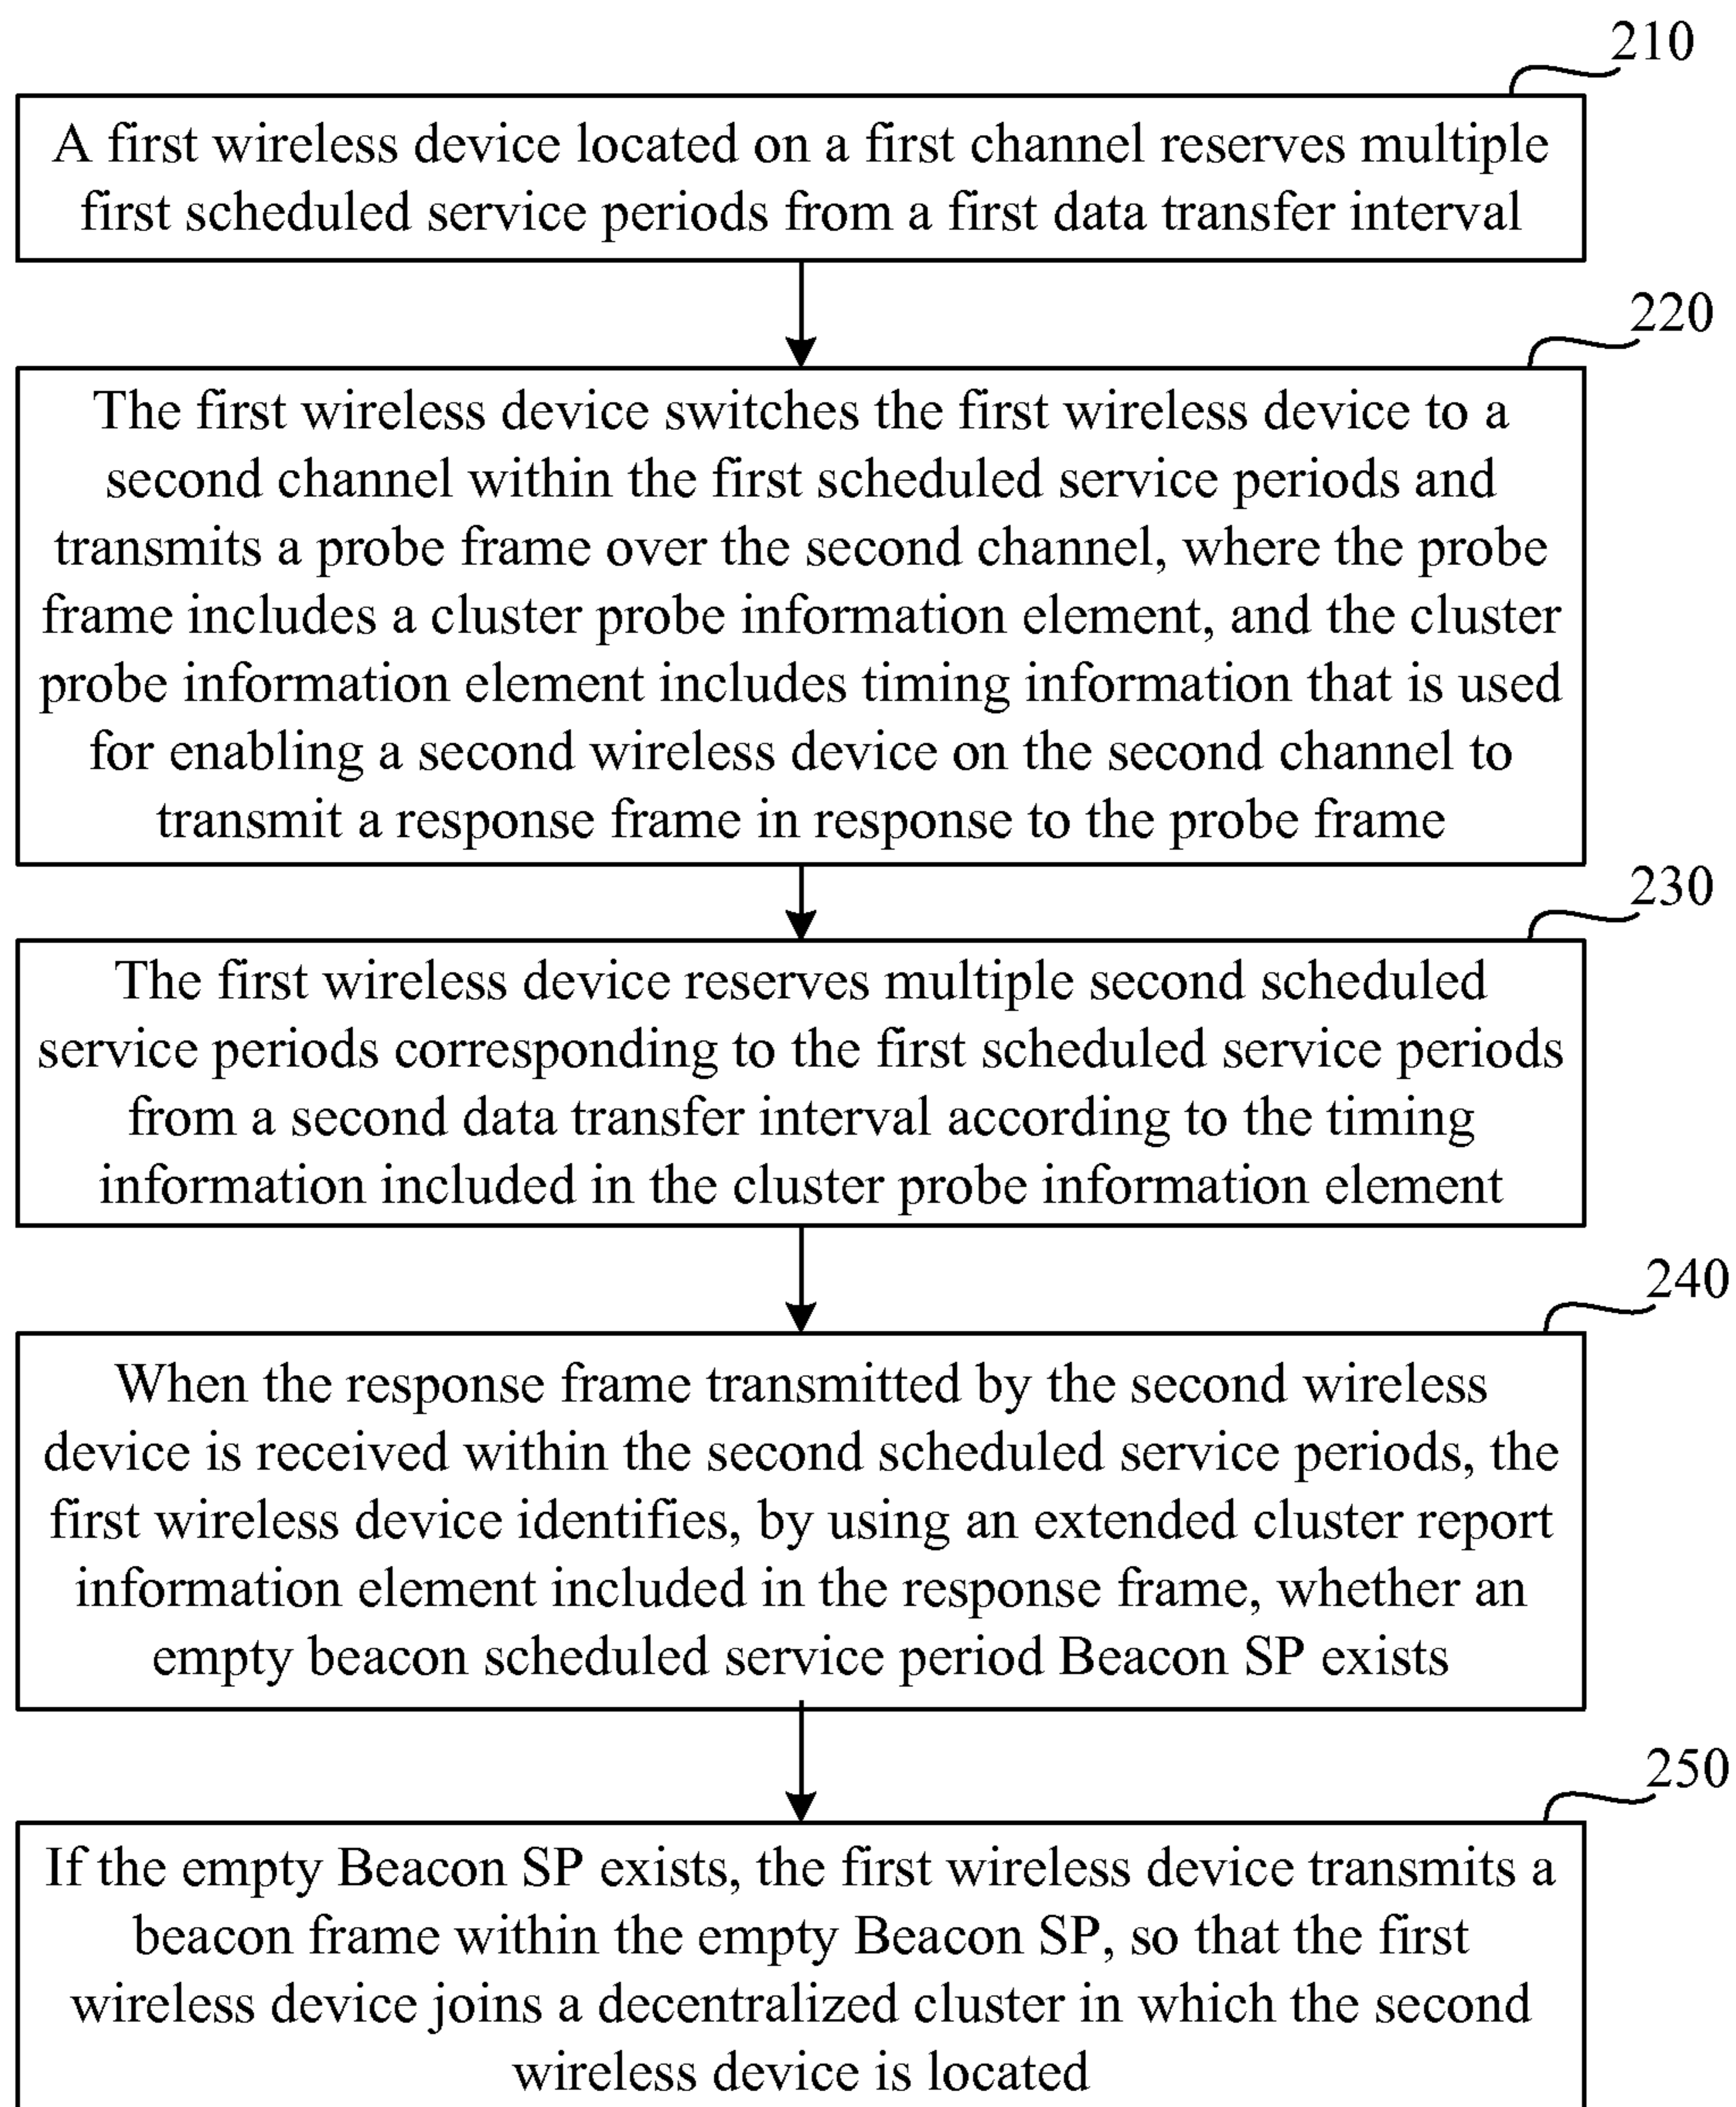 210
A first wireless device located on a first channel reserves multiple
first scheduled service periods from a first data transfer interval
220
The first wireless device switches the first wireless device to a
second channel within the first scheduled service periods and
transmits a probe frame over the second channel, where the probe
frame includes a cluster probe information element, and the cluster
probe information element includes timing information that is used
for enabling a second wireless device on the second channel to
transmit a response frame in response to the probe frame
230
The first wireless device reserves multiple second scheduled
service periods corresponding to the first scheduled service periods
from a second data transfer interval according to the timing
information included in the cluster probe information element
240
When the response frame transmitted by the second wireless
device is received within the second scheduled service periods, the
first wireless device identifies, by using an extended cluster report
information element included in the response frame, whether an
empty beacon scheduled service period Beacon SP exists
250
If the empty Beacon SP exists, the first wireless device transmits a
beacon frame within the empty Beacon SP, so that the first
wireless device joins a decentralized cluster in which the second
wireless device is located